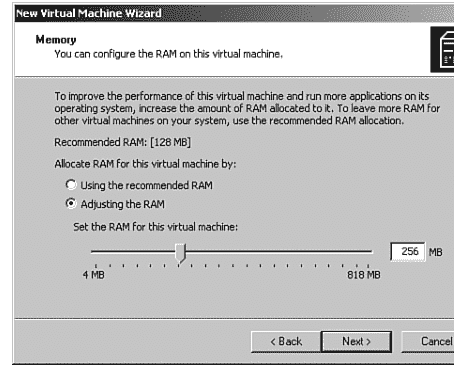 New Virtual Machine Wizard
Memory
You can configure the RAM on this virtual machine.
To improve the performance of this virtual machine and run more applications on its
operating system, increase the amount of RAM allocated to it. To leave more RAM for
other virtual machines on your system, use the recommended RAM allocation.
Recommended RAM: [128 MB]
Allocate RAM for this virtual machine by:
Using the recommended RAM
Adjusting the RAM
Set the RAM for this virtual machine:
256 MB
4 MB 818 MB
< Back Next > Cancel